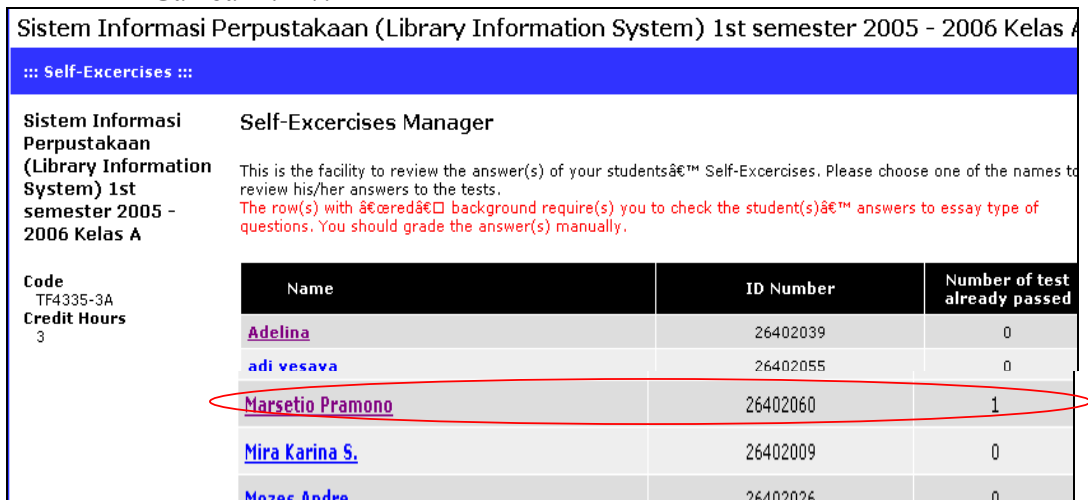 Sistem Informasi Perpustakaan (Library Information System) 1st semester 2005 - 2006 Kelas
::: Self-Excercises :::
Sistem Informasi
Perpustakaan
(Library Information
System) 1st
semester 2005 -
2006 Kelas A
Code
TF4335-3A
Credit Hours
3
Self-Excercises Manager
This is the facility to review the answer(s) of your studentsâ€™ Self-Excercises. Please choose one of the names to
review his/her answers to the tests.
The row(s) with â€œredâ€□ background require(s) you to check the student(s)â€™ answers to essay type of
questions. You should grade the answer(s) manually.
Name ID Number Number of test already passed
Adelina 26402039 0
adi yesaya 26402055 0
Marsetio Pramono 26402060 1
Mira Karina S. 26402009 0
Mozes Andre 26402026 0